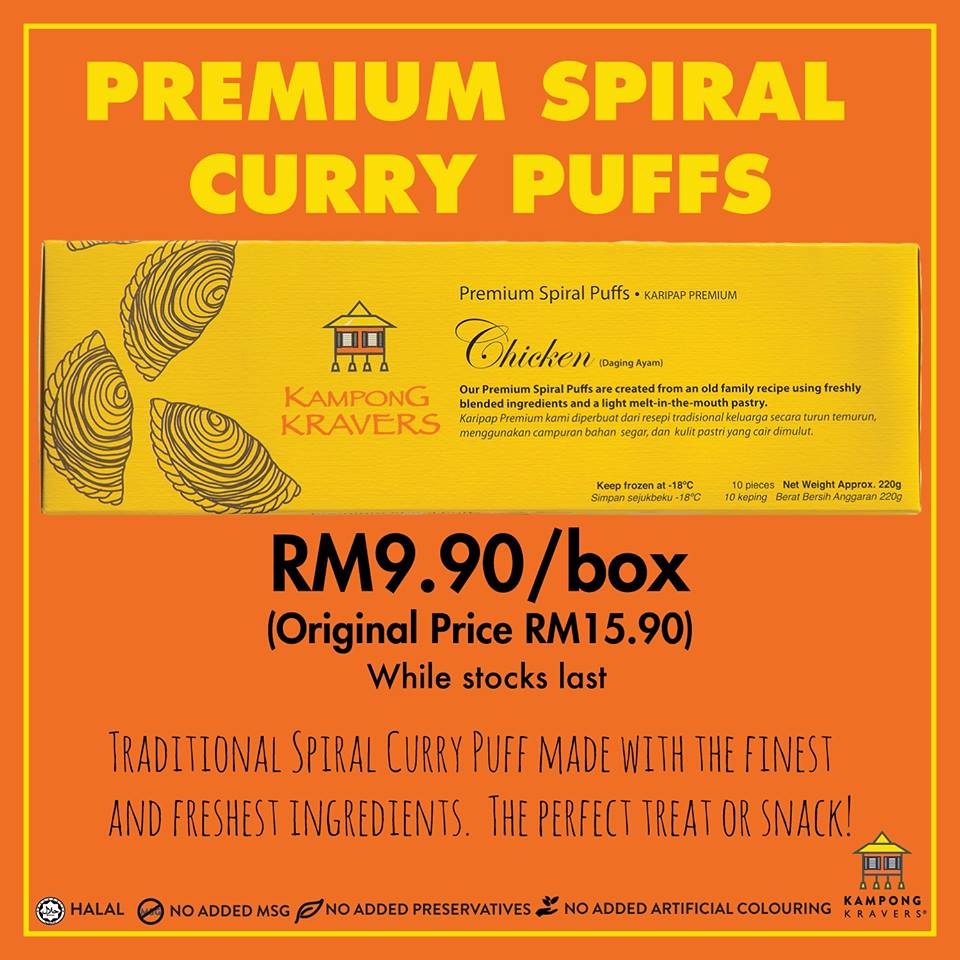 PREMIUM SPIRAL
CURRY PUFFS
Premium Spiral Puffs • KARIPAP PREMIUM
Chicken (Daging Ayam)
KAMPONG
KRAVERS
Our Premium Spiral Puffs are created from an old family recipe using freshly
blended ingredients and a light melt-in-the-mouth pastry.
Karipap Premium kami diperbuat dari resepi tradisional keluarga secara turun temurun,
menggunakan campuran bahan segar, dan kulit pastri yang cair dimulut.
Keep frozen at -18°C 10 pieces Net Weight Approx. 220g
Simpan sejukbeku -18°C 10 keping Berat Bersih Anggaran 220g
RM9.90/box
(Original Price RM15.90)
While stocks last
TRADITIONAL SPIRAL CURRY PUFF MADE WITH THE FINEST
AND FRESHEST INGREDIENTS. THE PERFECT TREAT OR SNACK!
HALAL MSG NO ADDED MSG NO ADDED PRESERVATIVES NO ADDED ARTIFICIAL COLOURING
KAMPONG
KRAVERS®